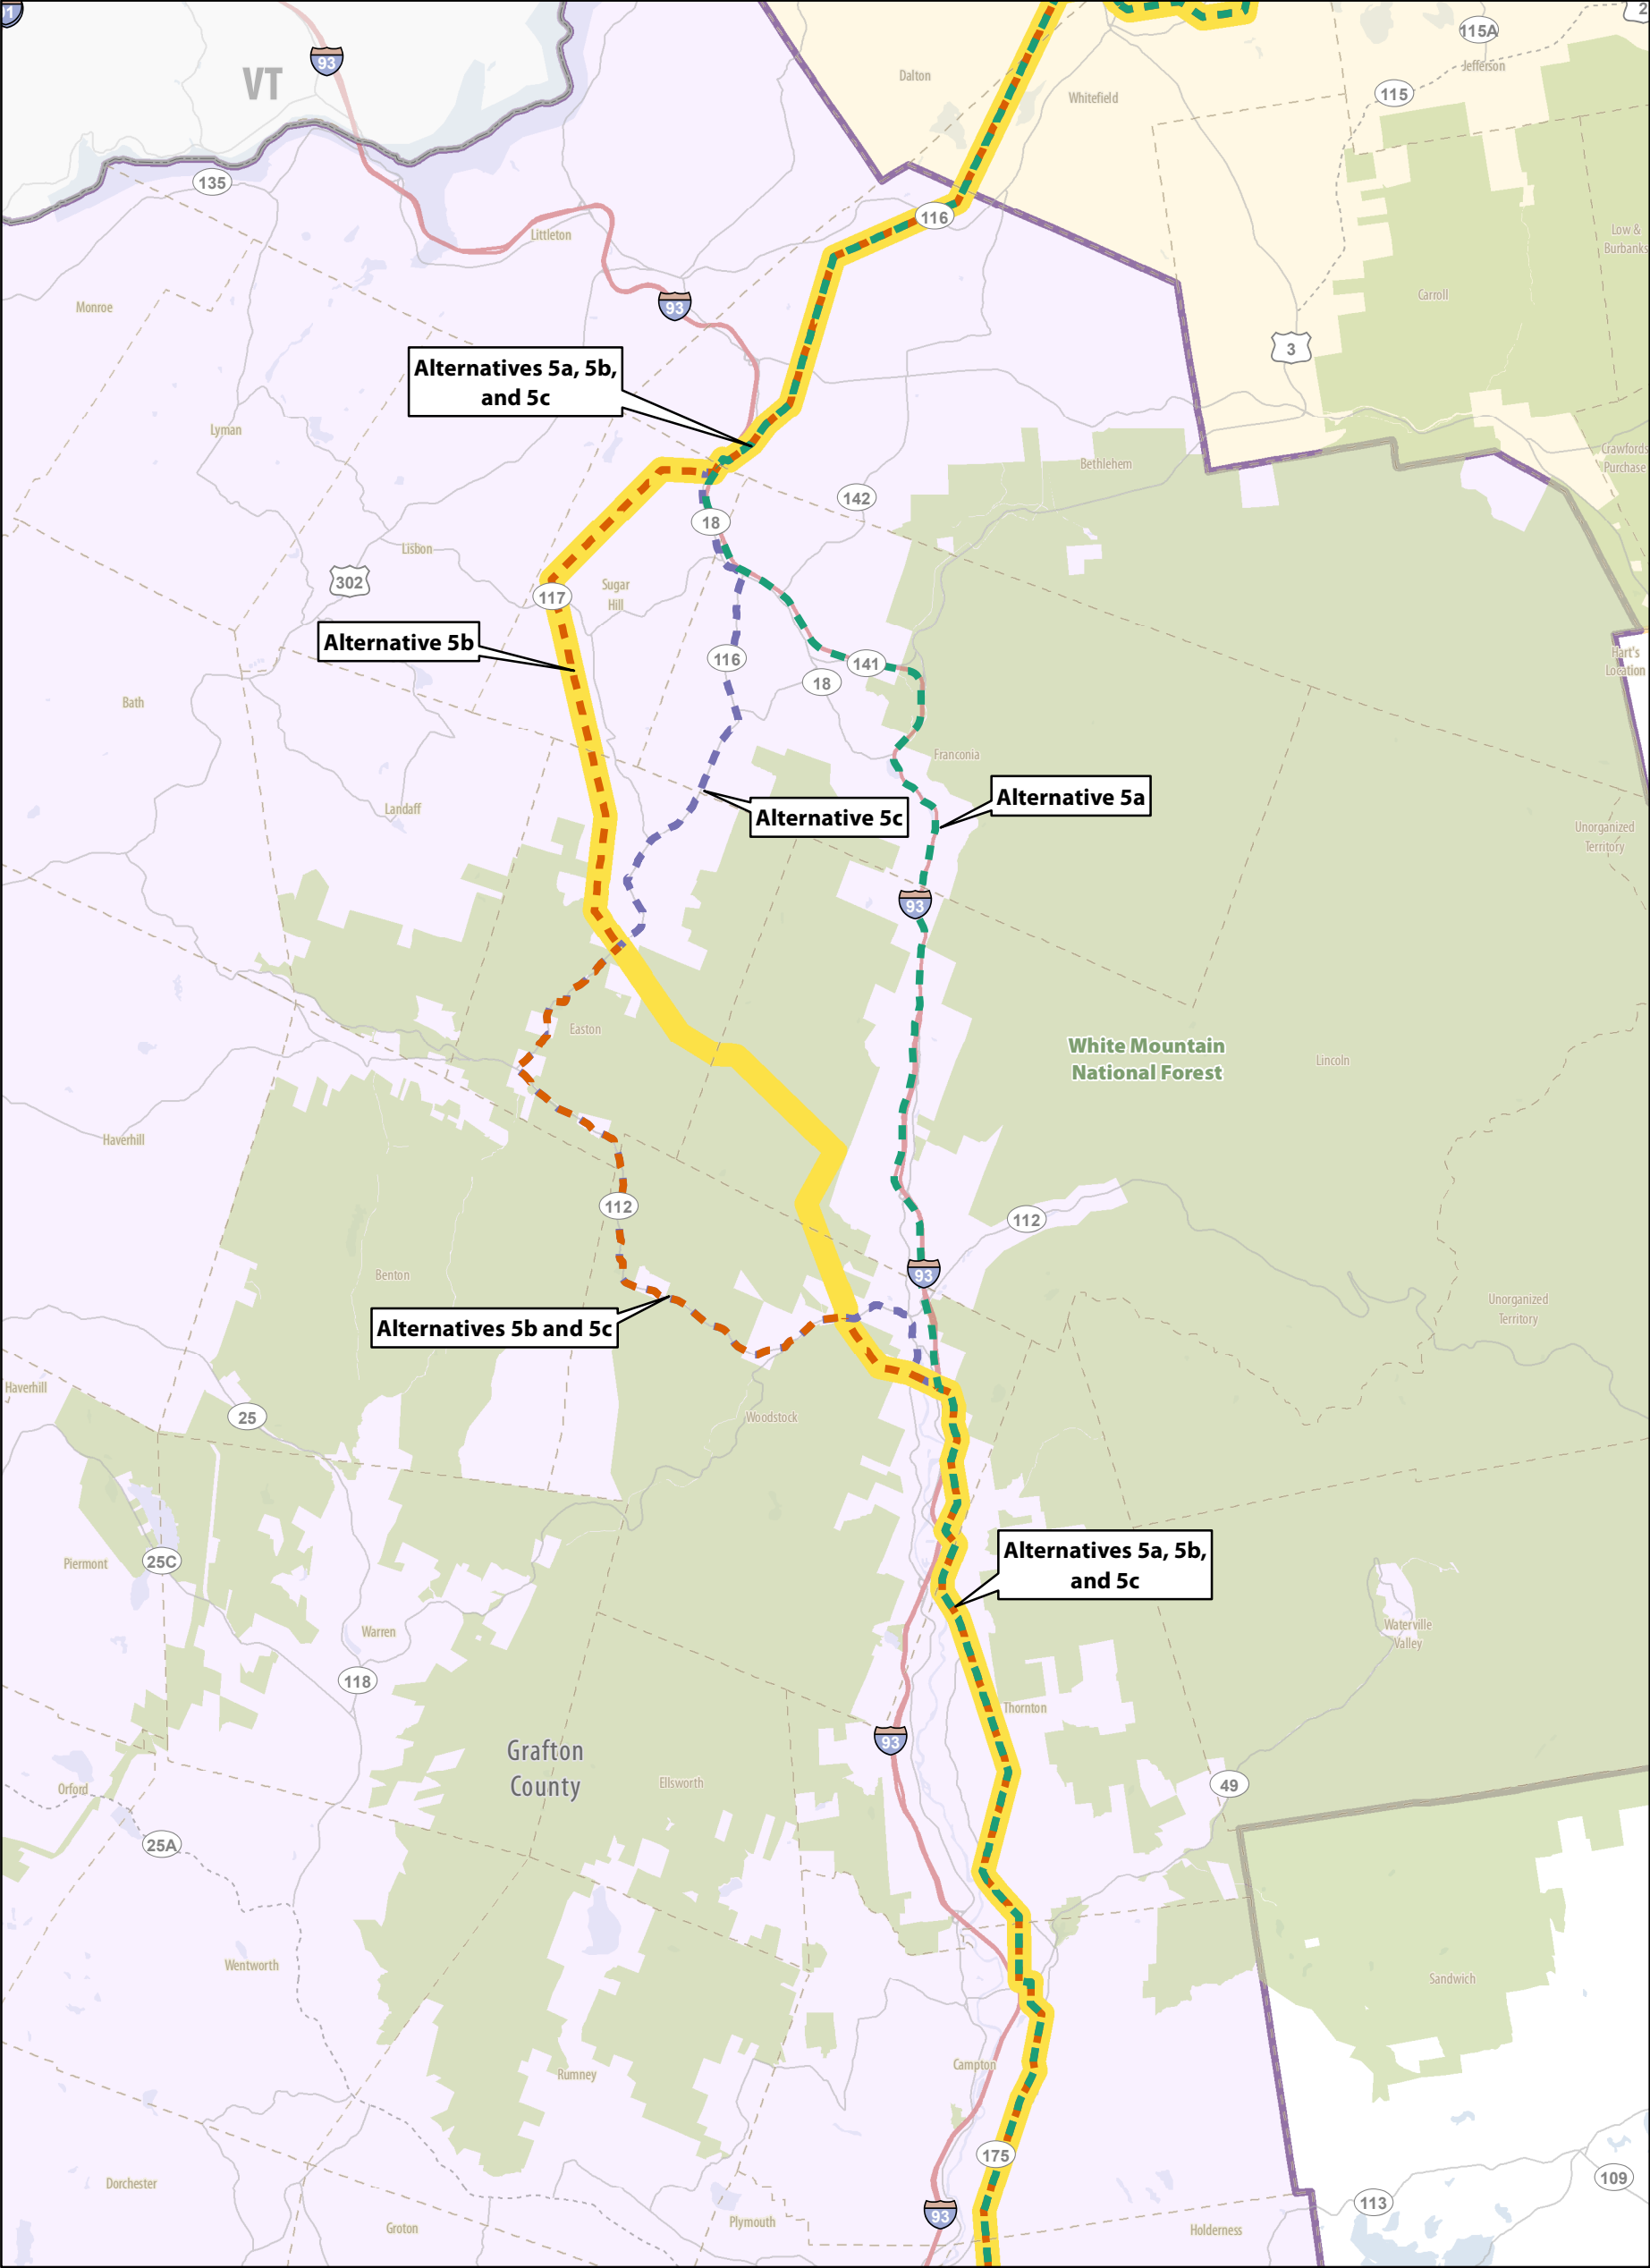 91
93
VT
115A
2
Jefferson
Dalton
Whitefield
115
135
116
Littleton
Low &
Burbanks
Monroe
93
Carroll
3
Alternatives 5a, 5b,
and 5c
Lyman
Bethlehem
Crawfords
Purchase
142
18
Lisbon
302
Sugar
Hill
117
Alternative 5b
116
141
18
Hart's
Location
Bath
Franconia
Alternative 5a
Landaff
Alternative 5c
Unorganized
Territory
93
Easton
White Mountain
National Forest
Lincoln
Haverhill
112
112
93
Benton
Unorganized
Territory
Alternatives 5b and 5c
Haverhill
25
Woodstock
Alternatives 5a, 5b,
and 5c
Piermont
25C
Warren
Waterville
Valley
118
Thornton
93
Grafton
County
Ellsworth
49
Orford
25A
Wentworth
Sandwich
Campton
Rumney
175
Dorchester
109
113
93
Groton
Plymouth
Holderness